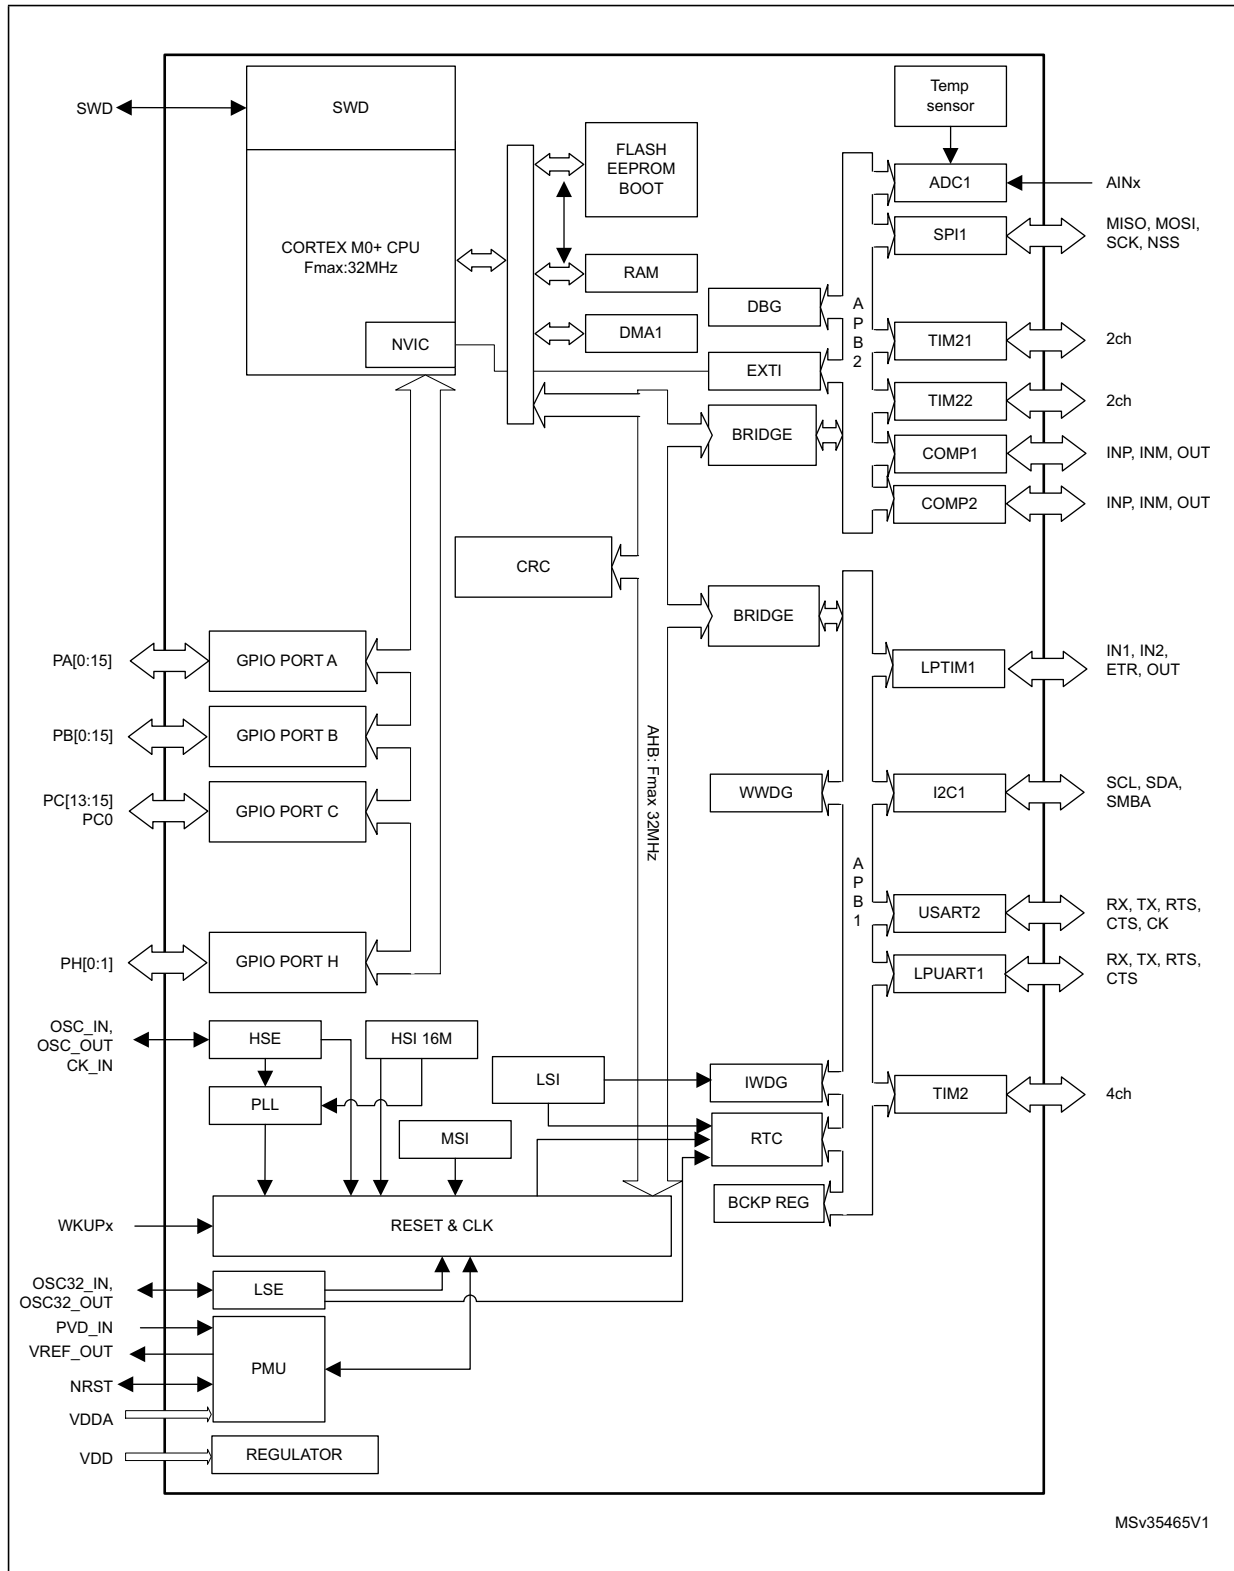 SWD
SWD
CORTEX M0+ CPU
Fmax:32MHz
NVIC
FLASH
EEPROM
BOOT
RAM
DMA1
Temp
sensor
ADC1
AINx
SPI1
MISO, MOSI,
SCK, NSS
DBG
EXTI
A
P
B
2
TIM21
2ch
TIM22
2ch
BRIDGE
COMP1
INP, INM, OUT
COMP2
INP, INM, OUT
CRC
BRIDGE
PA[0:15]
GPIO PORT A
PB[0:15]
GPIO PORT B
PC[13:15]
PC0
GPIO PORT C
PH[0:1]
GPIO PORT H
AHB: Fmax 32MHz
LPTIM1
IN1, IN2,
ETR, OUT
WWDG
I2C1
SCL, SDA,
SMBA
A
P
B
1
USART2
RX, TX, RTS,
CTS, CK
LPUART1
RX, TX, RTS,
CTS
OSC_IN,
OSC_OUT
CK_IN
HSE
HSI 16M
PLL
LSI
IWDG
TIM2
4ch
MSI
RTC
BCKP REG
WKUPx
RESET & CLK
OSC32_IN,
OSC32_OUT
LSE
PVD_IN
VREF_OUT
PMU
NRST
VDDA
VDD
REGULATOR
MSv35465V1